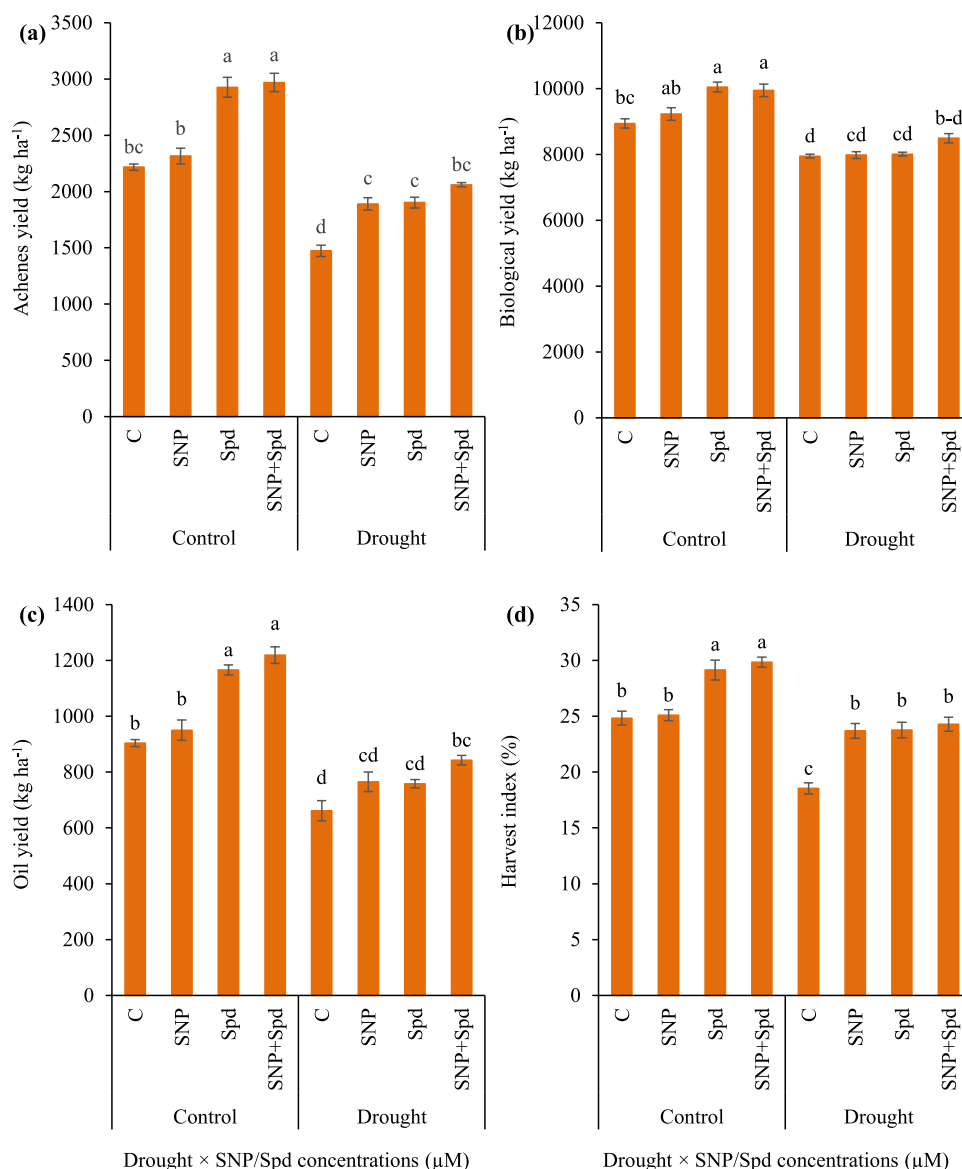 (a)
Achenes yield (kg ha⁻¹)
3500
3000
2500
2000
1500
1000
500
0
bc
b
a
a
d
c
c
bc
C
SNP
Spd
SNP+Spd
C
SNP
Spd
SNP+Spd
Control
Drought
(b)
Biological yield (kg ha⁻¹)
12000
10000
8000
6000
4000
2000
0
bc
ab
a
a
d
cd
cd
b-d
C
SNP
Spd
SNP+Spd
C
SNP
Spd
SNP+Spd
Control
Drought
(c)
Oil yield (kg ha⁻¹)
1400
1200
1000
800
600
400
200
0
b
b
a
a
d
cd
cd
bc
C
SNP
Spd
SNP+Spd
C
SNP
Spd
SNP+Spd
Control
Drought
Drought × SNP/Spd concentrations (µM)
(d)
Harvest index (%)
35
30
25
20
15
10
5
0
b
b
a
a
c
b
b
b
C
SNP
Spd
SNP+Spd
C
SNP
Spd
SNP+Spd
Control
Drought
Drought × SNP/Spd concentrations (µM)